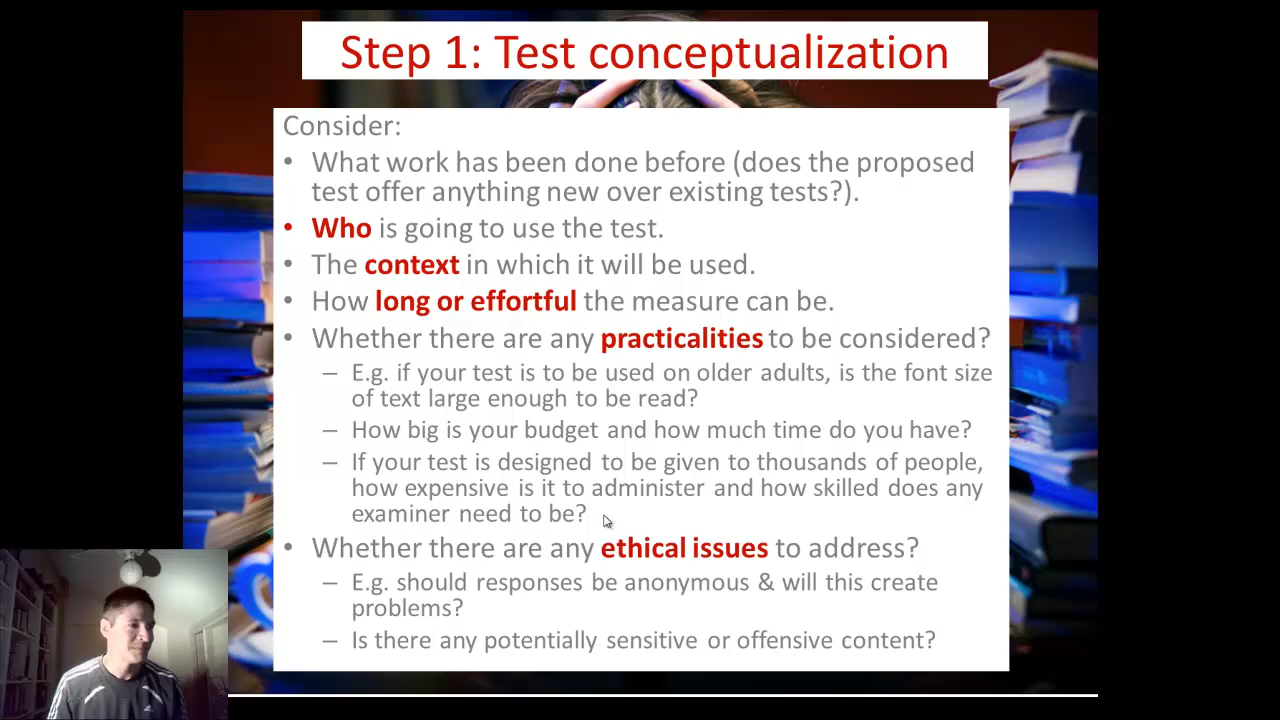 Step 1: Test conceptualization
Consider:
• What work has been done before (does the proposed
test offer anything new over existing tests?).
• Who is going to use the test.
• The context in which it will be used.
• How long or effortful the measure can be.
• Whether there are any practicalities to be considered?
– E.g. if your test is to be used on older adults, is the font size
of text large enough to be read?
– How big is your budget and how much time do you have?
– If your test is designed to be given to thousands of people,
how expensive is it to administer and how skilled does any
examiner need to be?
• Whether there are any ethical issues to address?
– E.g. should responses be anonymous & will this create
problems?
– Is there any potentially sensitive or offensive content?